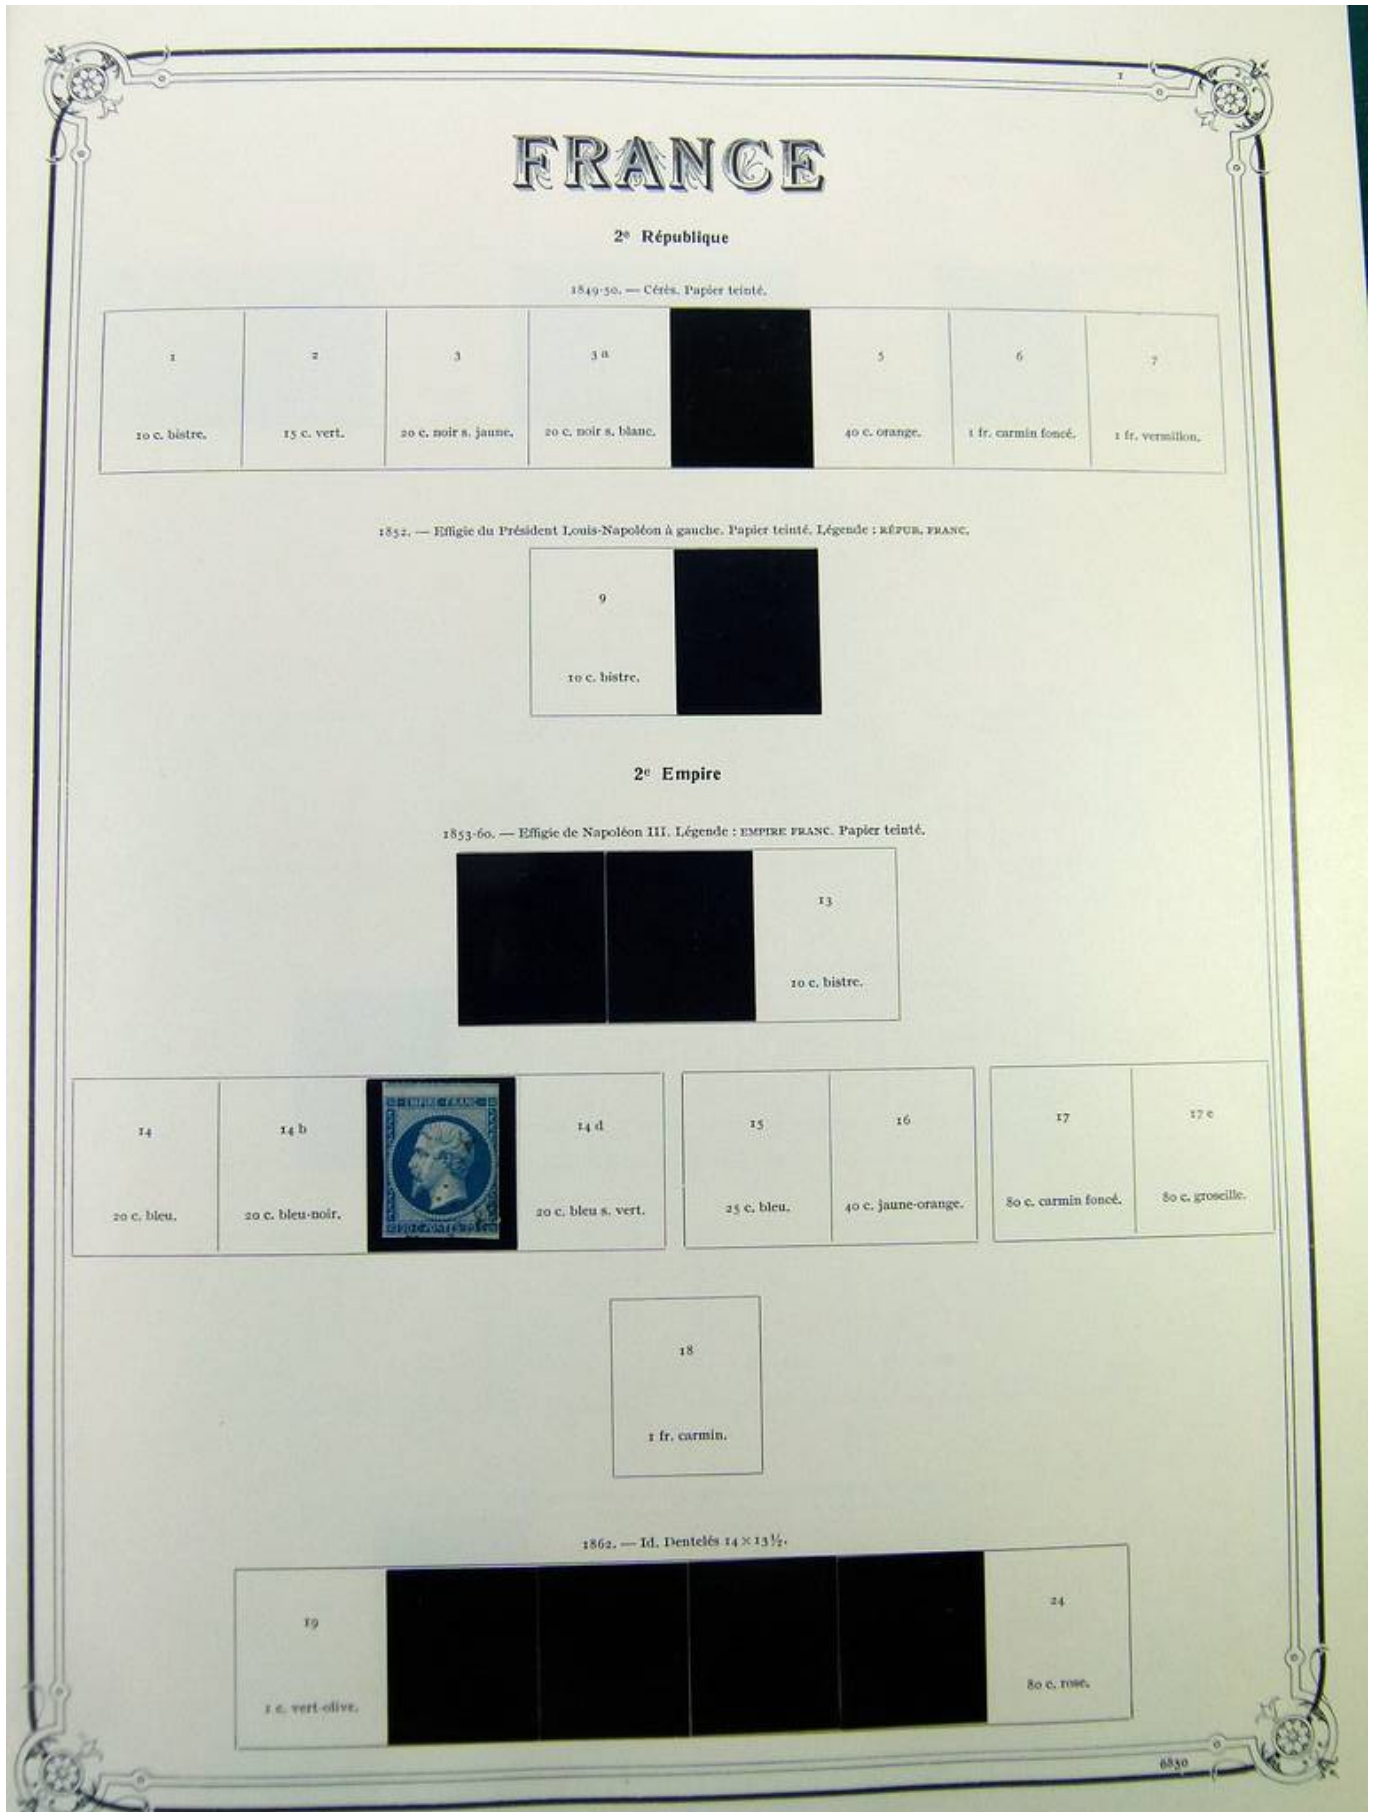 1
FRANCE
2e République
1849-50. — Cérès. Papier teinté.
1 2 3 3 a 5 6 7
10 c. bistre. 15 c. vert. 20 c. noir s. jaune. 20 c. noir s. blanc. 40 c. orange. 1 fr. carmin foncé. 1 fr. vermillon.
1852. — Effigie du Président Louis-Napoléon à gauche. Papier teinté. Légende : RÉPUB. FRANC.
9
10 c. bistre.
2e Empire
1853-60. — Effigie de Napoléon III. Légende : EMPIRE FRANC. Papier teinté.
13
10 c. bistre.
EMPIRE FRANC
14 14 b 14 d 15 16 17 17 e
20 c. bleu. 20 c. bleu-noir. 20 c. bleu s. vert. 25 c. bleu. 40 c. jaune-orange. 80 c. carmin foncé. 80 c. groseille.
20 C POSTES 20 C
18
1 fr. carmin.
1862. — Id. Dentelés 14 × 13½.
19 24
1 c. vert-olive. 80 c. rose.
6830